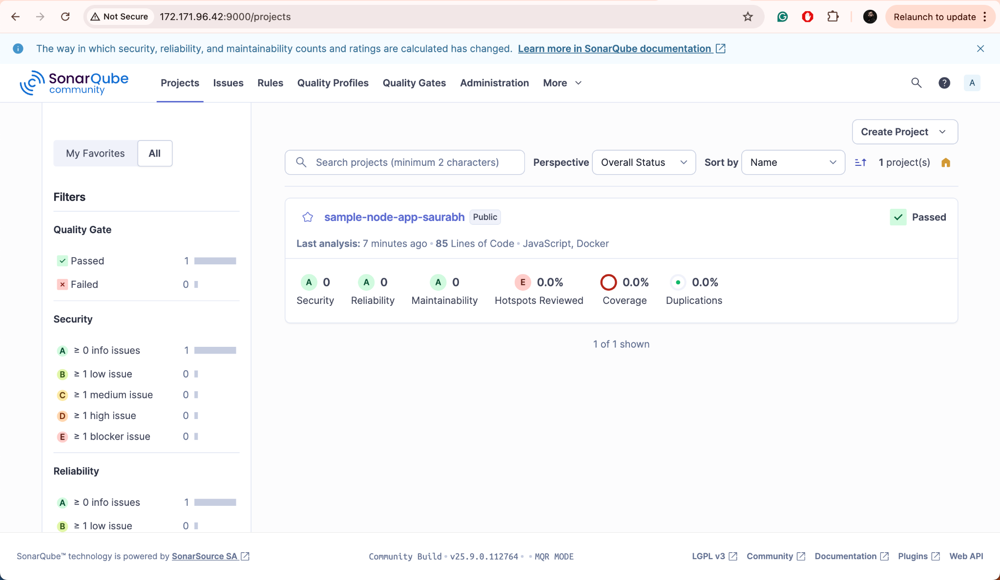 Not Secure 172.171.96.42:9000/projects Relaunch to update
The way in which security, reliability, and maintainability counts and ratings are calculated has changed. Learn more in SonarQube documentation
SonarQube community
Projects Issues Rules Quality Profiles Quality Gates Administration More ? A
My Favorites All
Filters
Quality Gate
Passed 1
Failed 0
Security
A ≥ 0 info issues 1
B ≥ 1 low issue 0
C ≥ 1 medium issue 0
D ≥ 1 high issue 0
E ≥ 1 blocker issue 0
Reliability
A ≥ 0 info issues 1
B ≥ 1 low issue 0
Create Project
Search projects (minimum 2 characters) Perspective Overall Status Sort by Name 1 project(s)
sample-node-app-saurabh Public Passed
Last analysis: 7 minutes ago • 85 Lines of Code • JavaScript, Docker
A 0 A 0 A 0 E 0.0% 0.0% 0.0%
Security Reliability Maintainability Hotspots Reviewed Coverage Duplications
1 of 1 shown
SonarQube™ technology is powered by SonarSource SA Community Build • v25.9.0.112764 • • MQR MODE LGPL v3 Community Documentation Plugins Web API